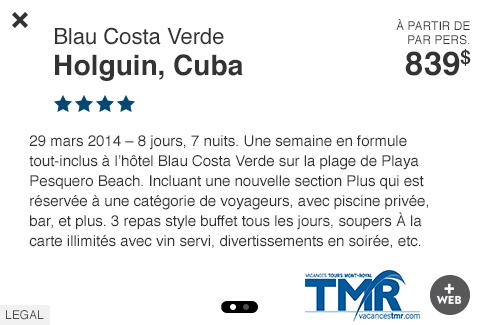 Blau Costa Verde
Holguin, Cuba
À PARTIR DE
PAR PERS.
839$
29 mars 2014 – 8 jours, 7 nuits. Une semaine en formule
tout-inclus à l'hôtel Blau Costa Verde sur la plage de Playa
Pesquero Beach. Incluant une nouvelle section Plus qui est
réservée à une catégorie de voyageurs, avec piscine privée,
bar, et plus. 3 repas style buffet tous les jours, soupers À la
carte illimités avec vin servi, divertissements en soirée, etc.
VACANCES TOURS MONT-ROYAL
TMR
vacancestmr.com
+
WEB
LEGAL